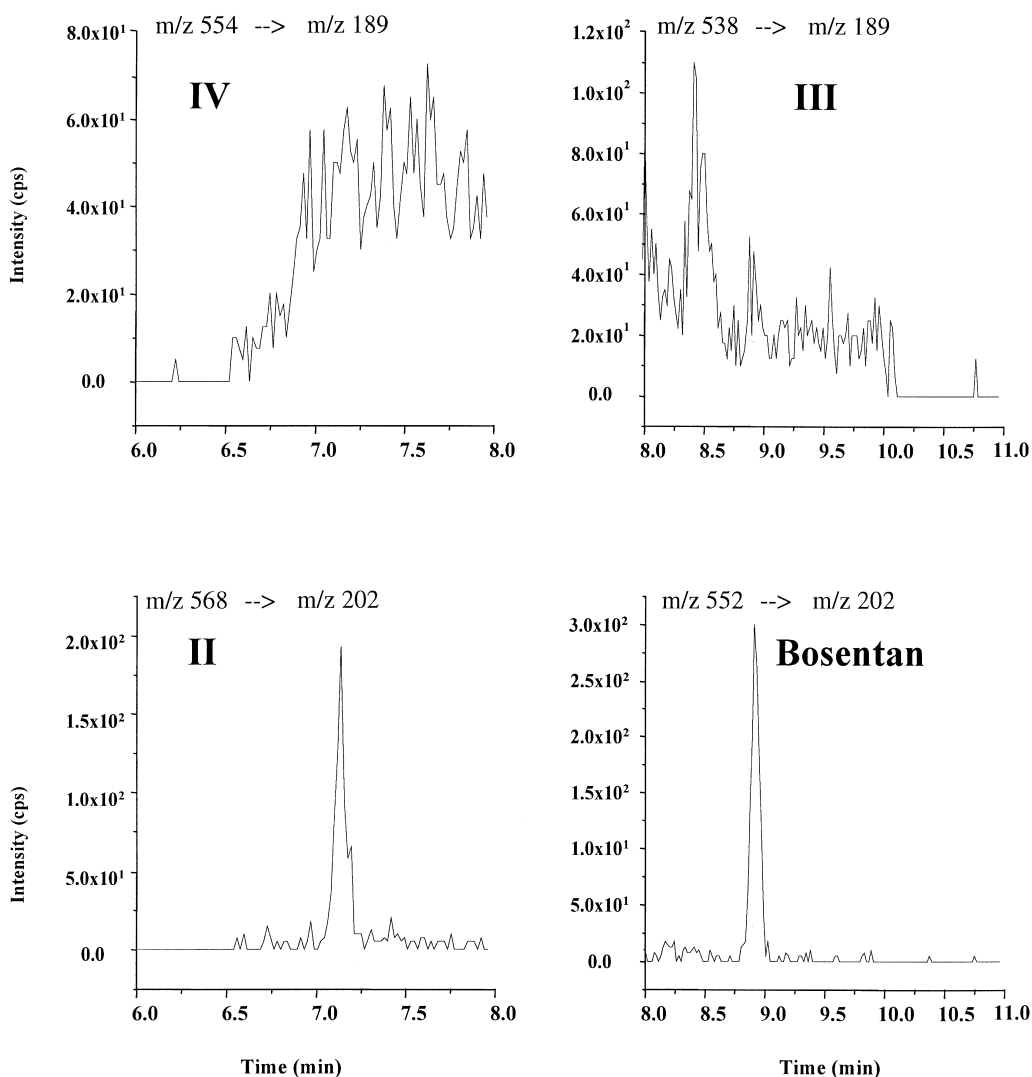 m/z 554 --> m/z 189
IV
8.0x10¹
6.0x10¹
4.0x10¹
2.0x10¹
0.0
Intensity (cps)
6.0 6.5 7.0 7.5 8.0
m/z 538 --> m/z 189
III
1.2x10²
1.0x10²
8.0x10¹
6.0x10¹
4.0x10¹
2.0x10¹
0.0
8.0 8.5 9.0 9.5 10.0 10.5 11.0
m/z 568 --> m/z 202
II
2.0x10²
1.5x10²
1.0x10²
5.0x10¹
0.0
Intensity (cps)
6.0 6.5 7.0 7.5 8.0
Time (min)
m/z 552 --> m/z 202
Bosentan
3.0x10²
2.5x10²
2.0x10²
1.5x10²
1.0x10¹
5.0x10¹
0.0
8.0 8.5 9.0 9.5 10.0 10.5 11.0
Time (min)